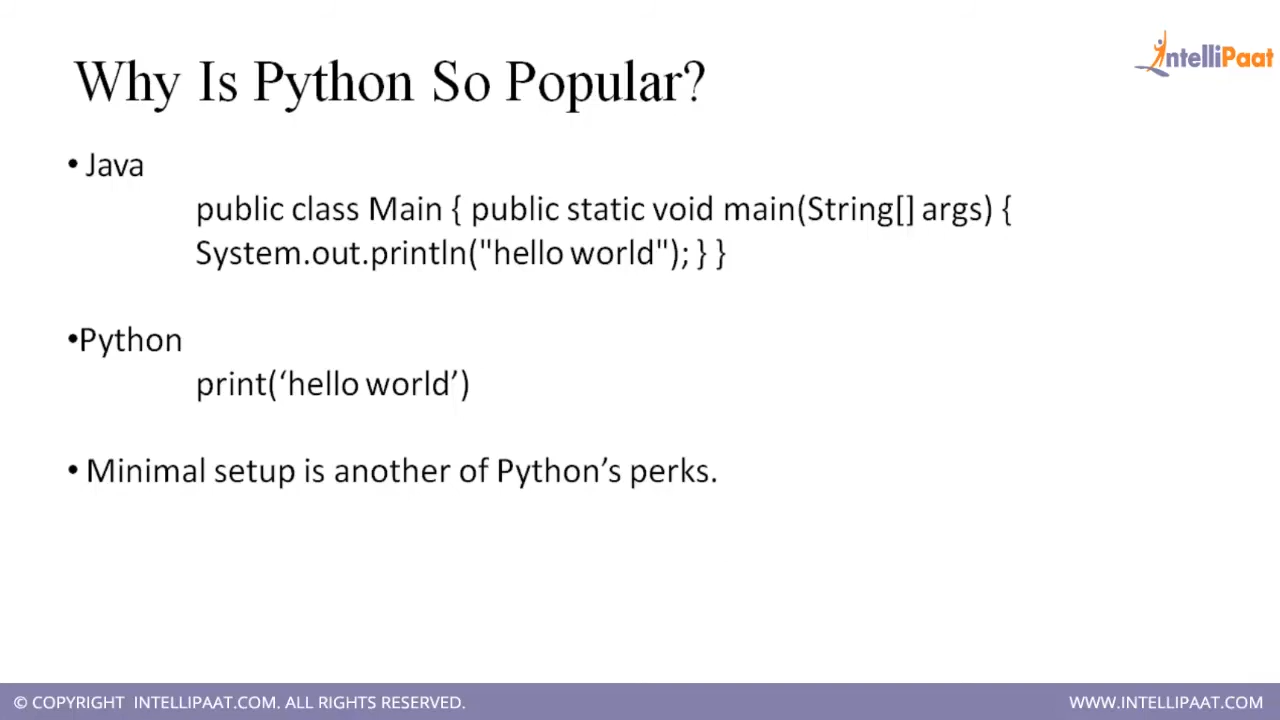 IntelliPaat
Why Is Python So Popular?
• Java
public class Main { public static void main(String[] args) {
System.out.println("hello world"); } }
•Python
print(‘hello world’)
• Minimal setup is another of Python’s perks.
© COPYRIGHT INTELLIPAAT.COM. ALL RIGHTS RESERVED.
WWW.INTELLIPAAT.COM